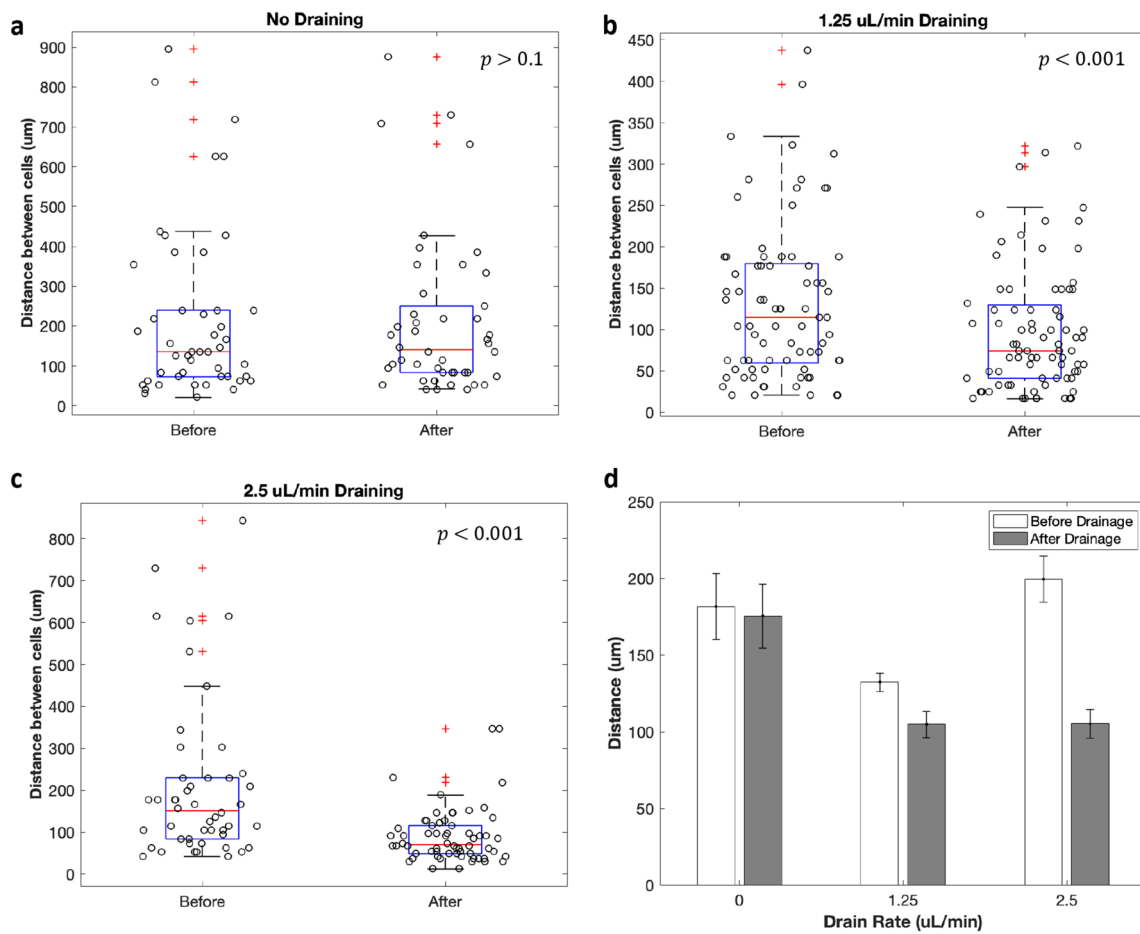 a
No Draining
p > 0.1
Distance between cells (um)
900
800
700
600
500
400
300
200
100
0
Before
After
b
1.25 uL/min Draining
p < 0.001
Distance between cells (um)
450
400
350
300
250
200
150
100
50
0
Before
After
c
2.5 uL/min Draining
p < 0.001
Distance between cells (um)
800
700
600
500
400
300
200
100
0
Before
After
d
Before Drainage
After Drainage
Distance (um)
250
200
150
100
50
0
0
1.25
2.5
Drain Rate (uL/min)